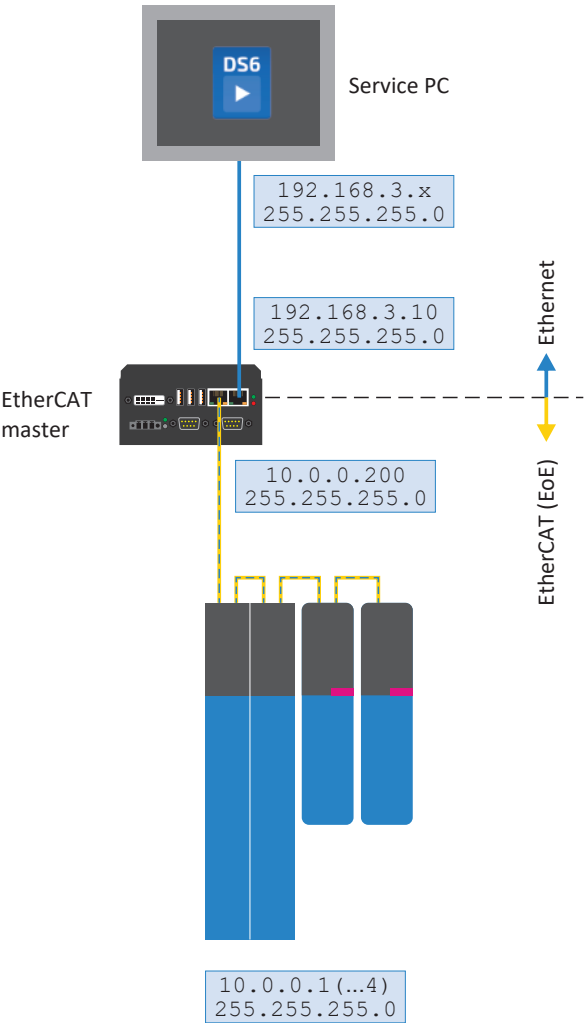 DS6
Service PC
192.168.3.x
255.255.255.0
192.168.3.10
255.255.255.0
Ethernet
EtherCAT
master
10.0.0.200
255.255.255.0
EtherCAT (EoE)
10.0.0.1(…4)
255.255.255.0